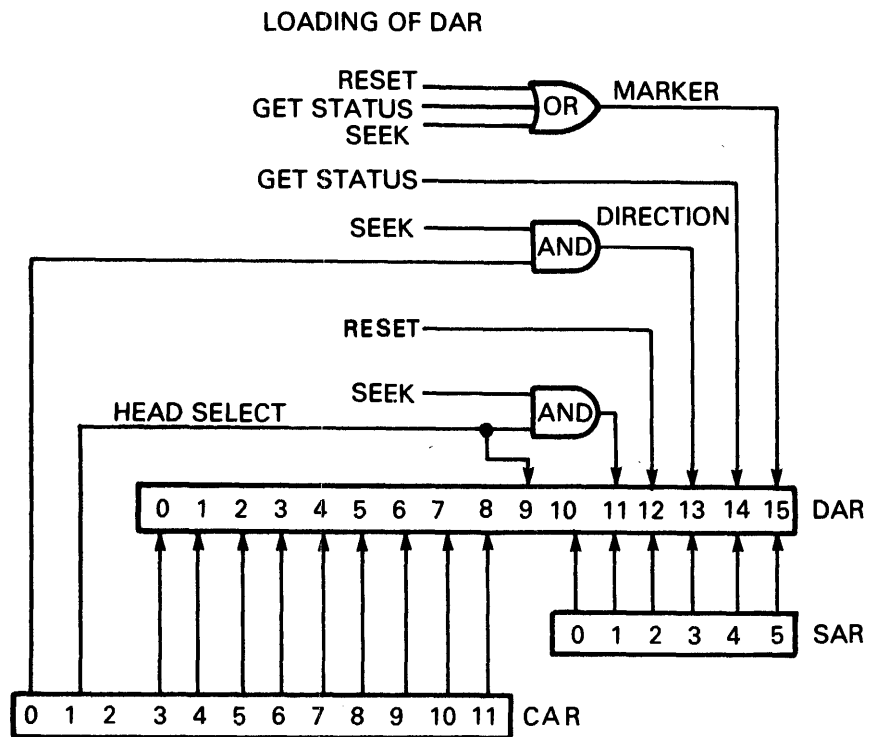 LOADING OF DAR
RESET
GET STATUS
SEEK
OR
MARKER
GET STATUS
SEEK
AND
DIRECTION
RESET
SEEK
AND
HEAD SELECT
0 1 2 3 4 5 6 7 8 9 10 11 12 13 14 15 DAR
0 1 2 3 4 5 SAR
0 1 2 3 4 5 6 7 8 9 10 11 CAR